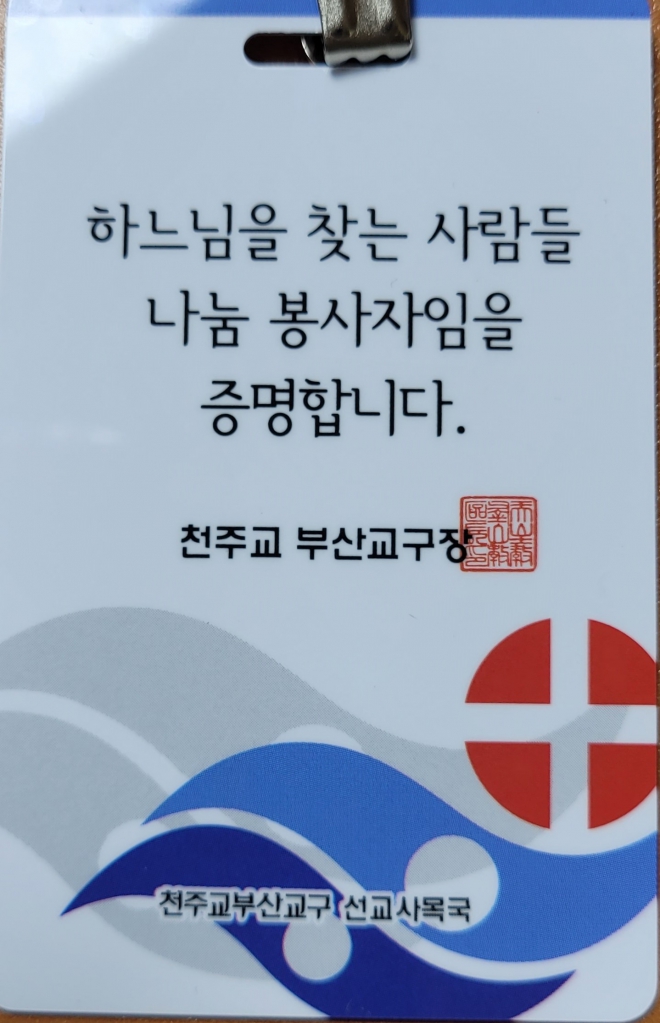 하느님을 찾는 사람들
나눔 봉사자임을
증명합니다.
천주교 부산교구장
천주교부산교구 선교사목국